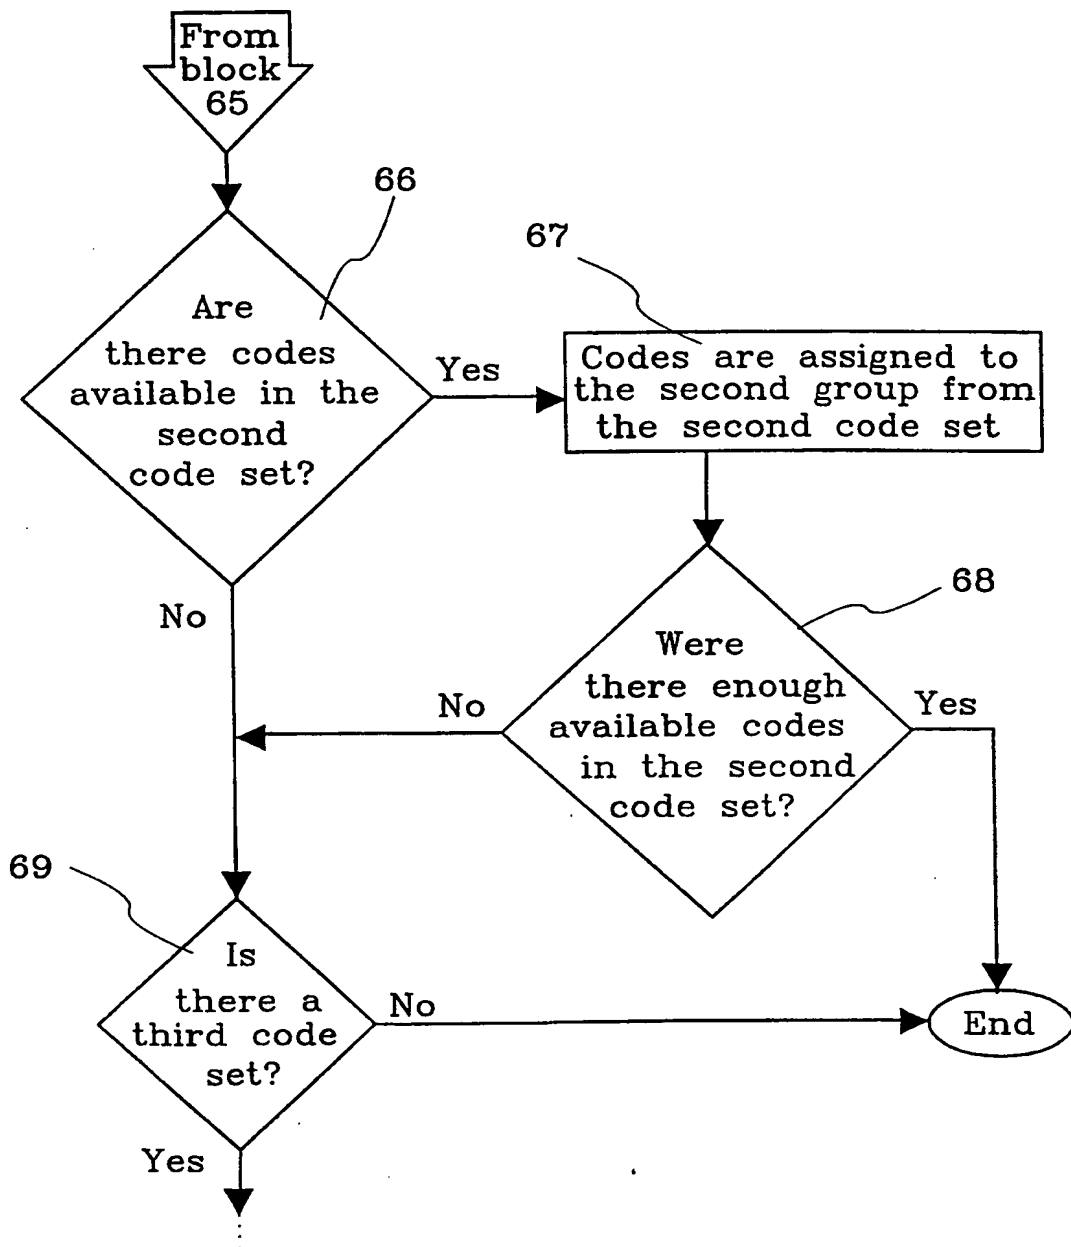 From
block
65
66
Are
there codes
available in the
second
code set?
Yes
67
Codes are assigned to
the second group from
the second code set
No
68
Were
there enough
available codes
in the second
code set?
No
Yes
69
Is
there a
third code
set?
No
End
Yes